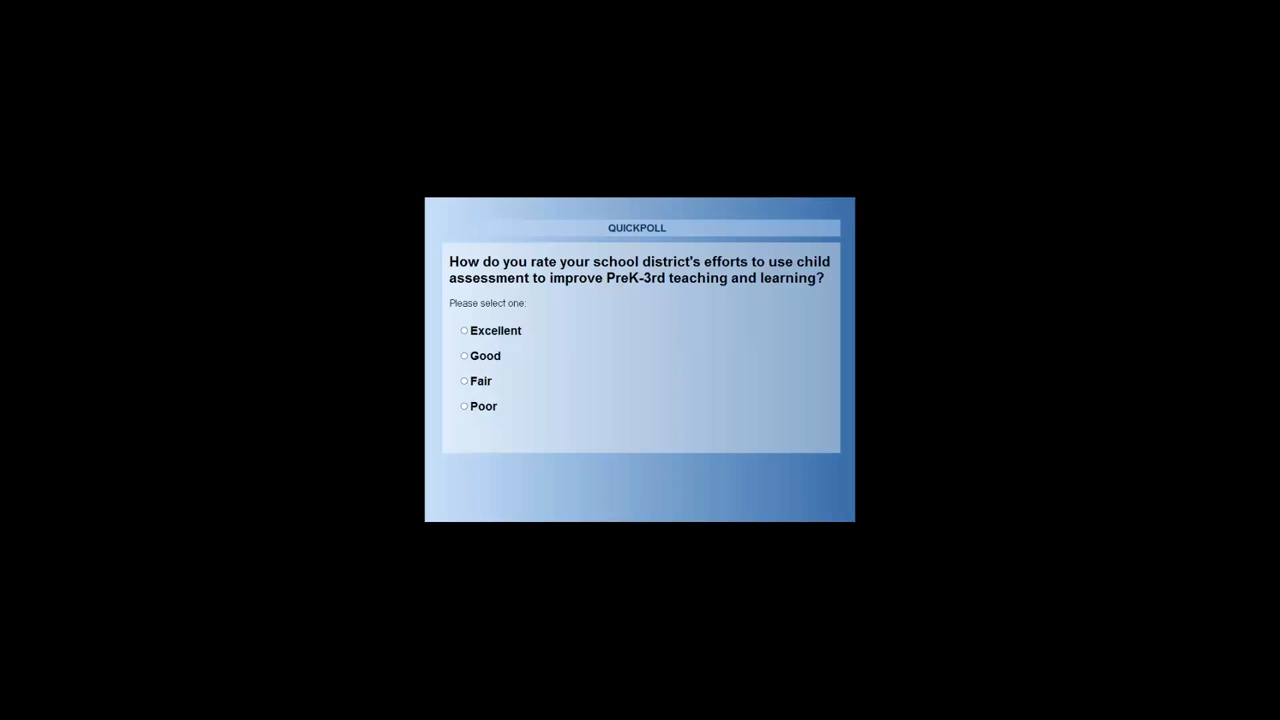 QUICKPOLL
How do you rate your school district's efforts to use child
assessment to improve PreK-3rd teaching and learning?
Please select one:
Excellent
Good
Fair
Poor